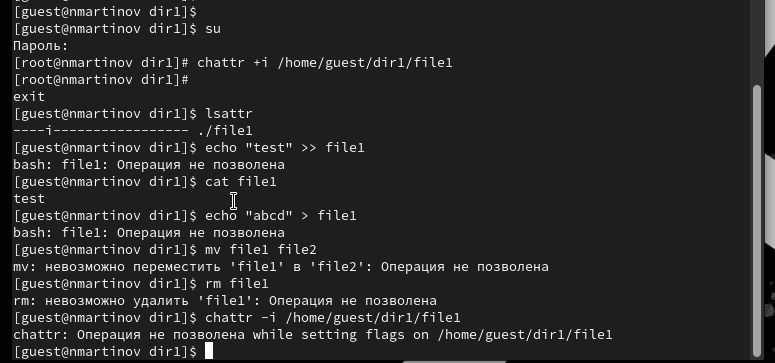 [guest@nmartinov dir1]$
[guest@nmartinov dir1]$ su
Пароль:
[root@nmartinov dir1]# chattr +i /home/guest/dir1/file1
[root@nmartinov dir1]#
exit
[guest@nmartinov dir1]$ lsattr
----i----------------- ./file1
[guest@nmartinov dir1]$ echo "test" >> file1
bash: file1: Операция не позволена
[guest@nmartinov dir1]$ cat file1
test
[guest@nmartinov dir1]$ echo "abcd" > file1
bash: file1: Операция не позволена
[guest@nmartinov dir1]$ mv file1 file2
mv: невозможно переместить 'file1' в 'file2': Операция не позволена
[guest@nmartinov dir1]$ rm file1
rm: невозможно удалить 'file1': Операция не позволена
[guest@nmartinov dir1]$ chattr -i /home/guest/dir1/file1
chattr: Операция не позволена while setting flags on /home/guest/dir1/file1
[guest@nmartinov dir1]$